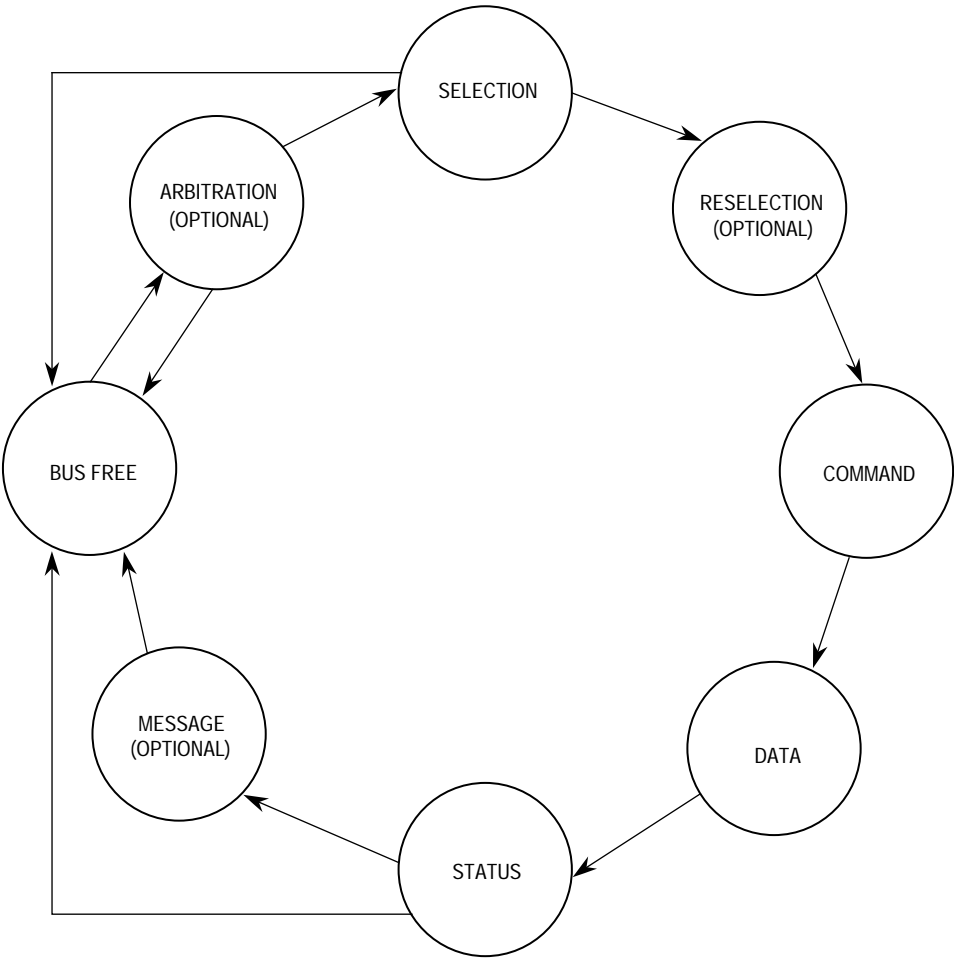 SELECTION
ARBITRATION
(OPTIONAL)
RESELECTION
(OPTIONAL)
BUS FREE
COMMAND
MESSAGE
(OPTIONAL)
DATA
STATUS